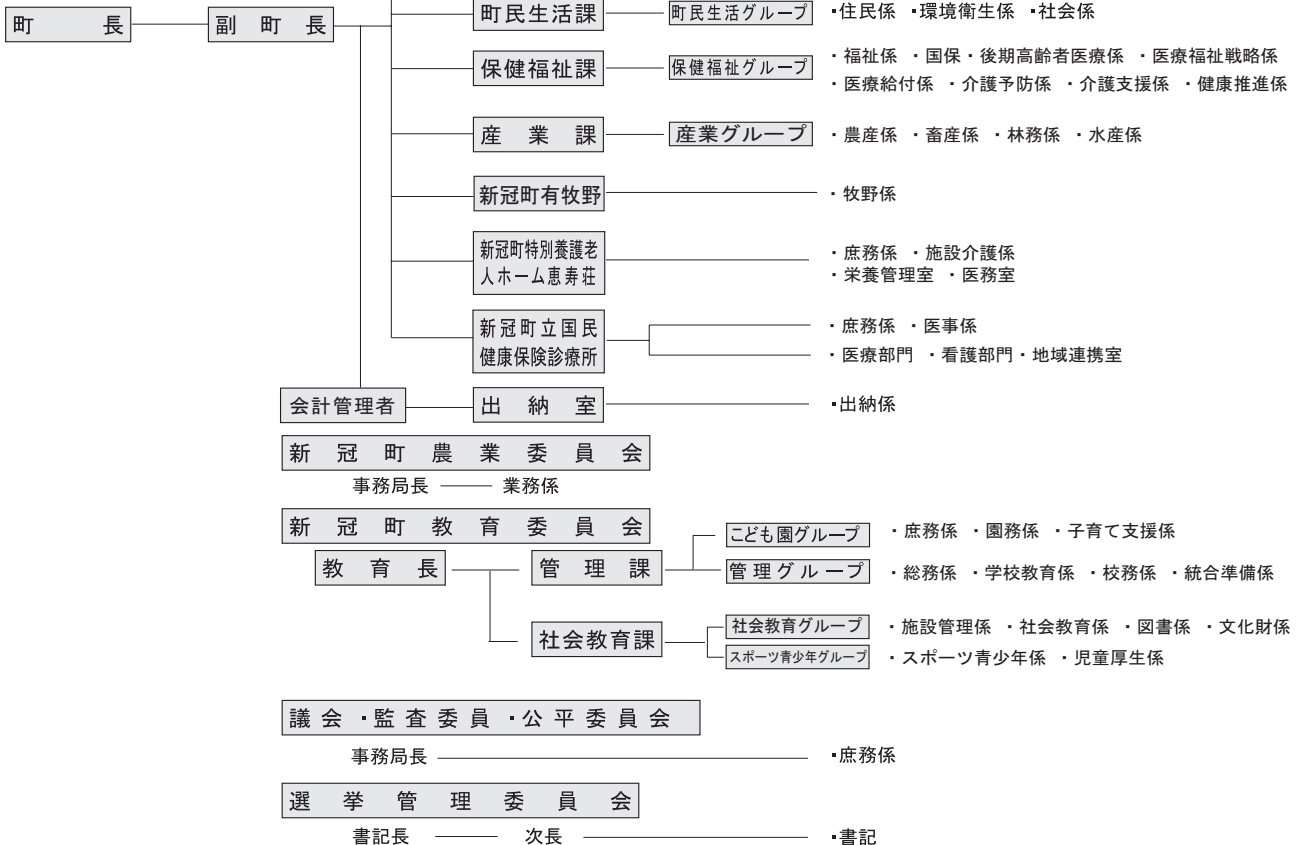 町長 副町長 町民生活課 町民生活グループ ▪住民係 ▪環境衛生係 ▪社会係
保健福祉課 保健福祉グループ ・福祉係 ・国保・後期高齢者医療係 ・医療福祉戦略係
・医療給付係 ・介護予防係 ・介護支援係 ・健康推進係
産業課 産業グループ ・農産係 ・畜産係 ・林務係 ・水産係
新冠町有牧野 ・牧野係
新冠町特別養護老
人ホーム恵寿荘
・庶務係 ・施設介護係
・栄養管理室 ・医務室
新冠町立国民
健康保険診療所
・庶務係 ・医事係
・医療部門 ・看護部門・地域連携室
会計管理者 出納室 ▪出納係
新冠町農業委員会
事務局長 業務係
新冠町教育委員会
こども園グループ ・庶務係 ・園務係 ・子育て支援係
教育長 管理課 管理グループ ・総務係 ・学校教育係 ・校務係 ・統合準備係
社会教育課 社会教育グループ ・施設管理係 ・社会教育係 ・図書係 ・文化財係
スポーツ青少年グループ ・スポーツ青少年係 ・児童厚生係
議会▪監査委員▪公平委員会
事務局長 ▪庶務係
選挙管理委員会
書記長 次長 ▪書記